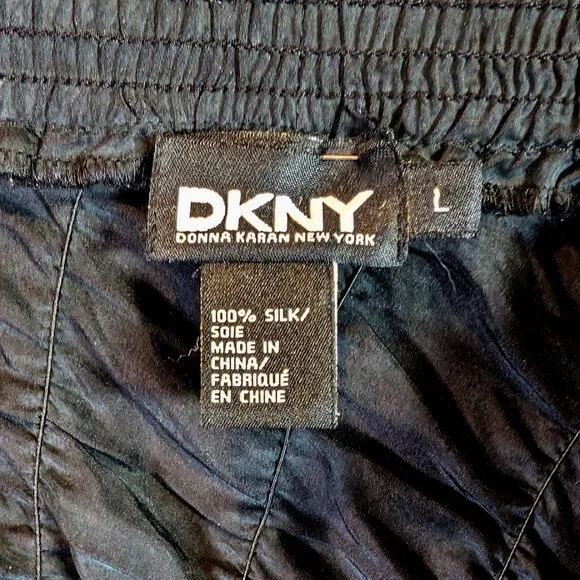 DKNY
DONNA KARAN NEW YORK
L
100% SILK/
SOIE
MADE IN
CHINA/
FABRIQUÉ
EN CHINE